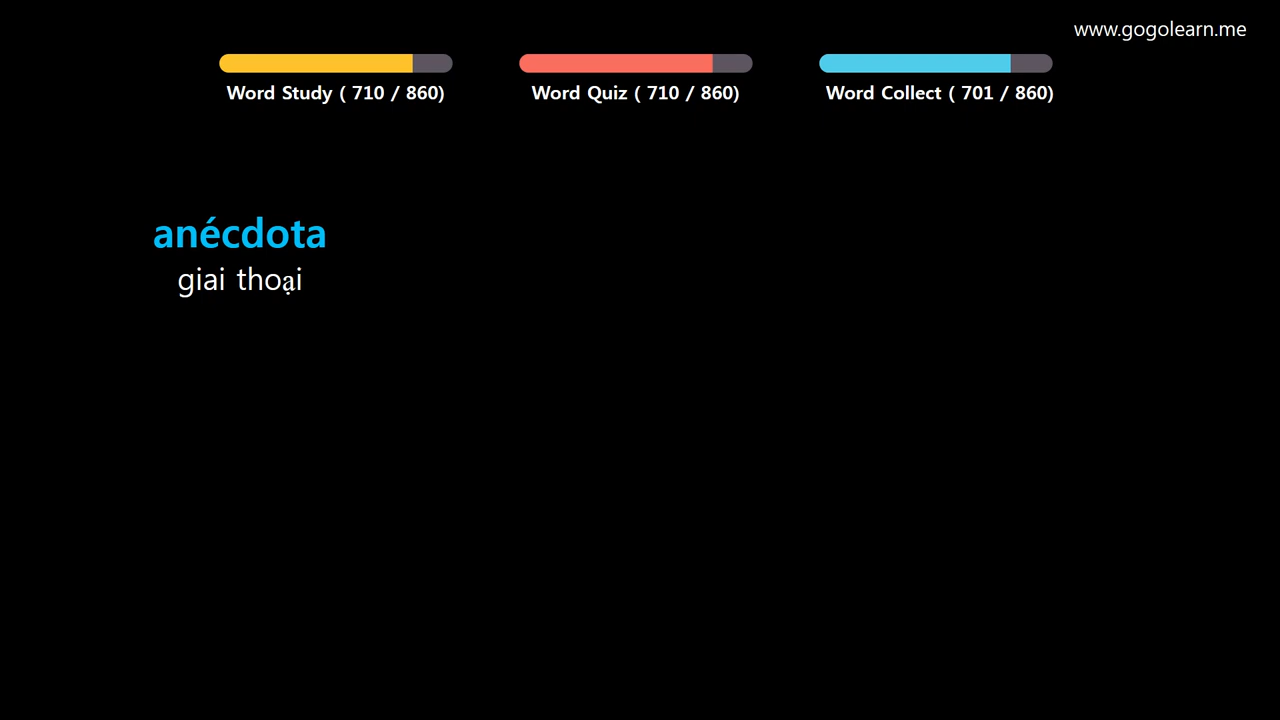 www.gogolearn.me
Word Study ( 710 / 860)
Word Quiz ( 710 / 860)
Word Collect ( 701 / 860)
anécdota
giai thoại